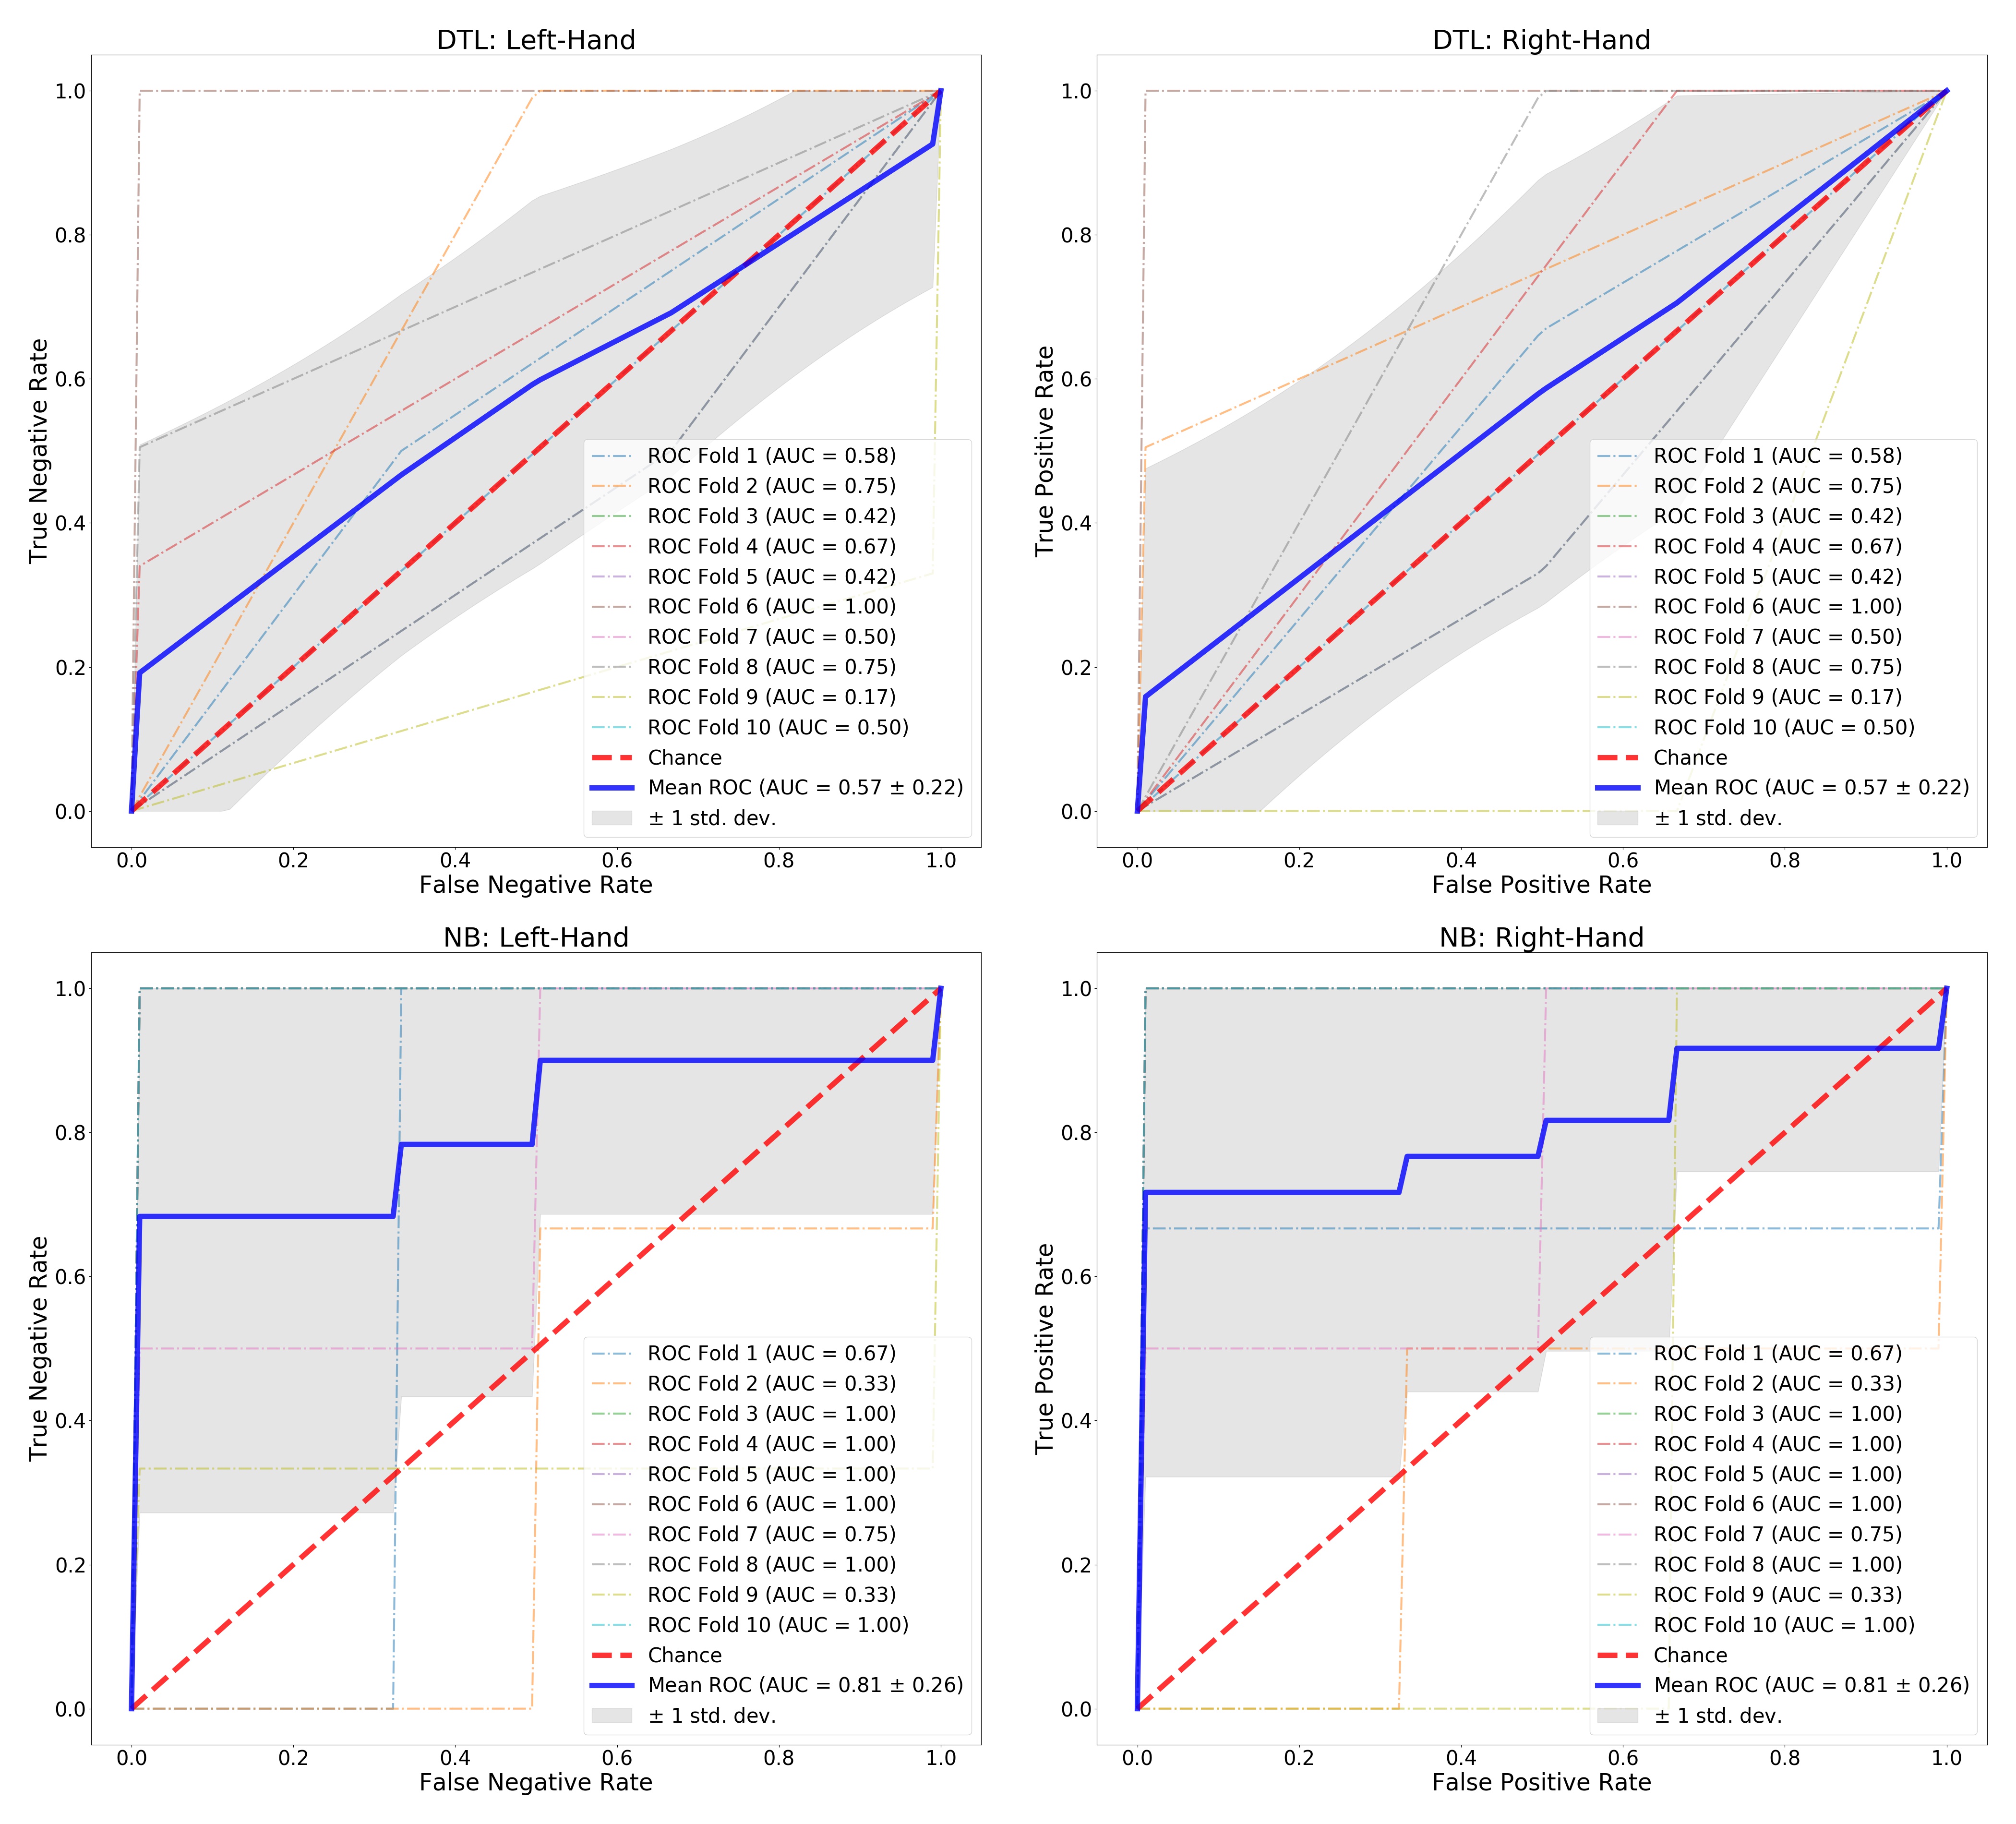 DTL: Left-Hand
1.0
0.8
0.6
0.4
0.2
0.0
True Negative Rate
ROC Fold 1 (AUC = 0.58)
ROC Fold 2 (AUC = 0.75)
ROC Fold 3 (AUC = 0.42)
ROC Fold 4 (AUC = 0.67)
ROC Fold 5 (AUC = 0.42)
ROC Fold 6 (AUC = 1.00)
ROC Fold 7 (AUC = 0.50)
ROC Fold 8 (AUC = 0.75)
ROC Fold 9 (AUC = 0.17)
ROC Fold 10 (AUC = 0.50)
Chance
Mean ROC (AUC = 0.57 ± 0.22)
± 1 std. dev.
0.0 0.2 0.4 0.6 0.8 1.0
False Negative Rate
DTL: Right-Hand
1.0
0.8
0.6
0.4
0.2
0.0
True Positive Rate
ROC Fold 1 (AUC = 0.58)
ROC Fold 2 (AUC = 0.75)
ROC Fold 3 (AUC = 0.42)
ROC Fold 4 (AUC = 0.67)
ROC Fold 5 (AUC = 0.42)
ROC Fold 6 (AUC = 1.00)
ROC Fold 7 (AUC = 0.50)
ROC Fold 8 (AUC = 0.75)
ROC Fold 9 (AUC = 0.17)
ROC Fold 10 (AUC = 0.50)
Chance
Mean ROC (AUC = 0.57 ± 0.22)
± 1 std. dev.
0.0 0.2 0.4 0.6 0.8 1.0
False Positive Rate
NB: Left-Hand
1.0
0.8
0.6
0.4
0.2
0.0
True Negative Rate
ROC Fold 1 (AUC = 0.67)
ROC Fold 2 (AUC = 0.33)
ROC Fold 3 (AUC = 1.00)
ROC Fold 4 (AUC = 1.00)
ROC Fold 5 (AUC = 1.00)
ROC Fold 6 (AUC = 1.00)
ROC Fold 7 (AUC = 0.75)
ROC Fold 8 (AUC = 1.00)
ROC Fold 9 (AUC = 0.33)
ROC Fold 10 (AUC = 1.00)
Chance
Mean ROC (AUC = 0.81 ± 0.26)
± 1 std. dev.
0.0 0.2 0.4 0.6 0.8 1.0
False Negative Rate
NB: Right-Hand
1.0
0.8
0.6
0.4
0.2
0.0
True Positive Rate
ROC Fold 1 (AUC = 0.67)
ROC Fold 2 (AUC = 0.33)
ROC Fold 3 (AUC = 1.00)
ROC Fold 4 (AUC = 1.00)
ROC Fold 5 (AUC = 1.00)
ROC Fold 6 (AUC = 1.00)
ROC Fold 7 (AUC = 0.75)
ROC Fold 8 (AUC = 1.00)
ROC Fold 9 (AUC = 0.33)
ROC Fold 10 (AUC = 1.00)
Chance
Mean ROC (AUC = 0.81 ± 0.26)
± 1 std. dev.
0.0 0.2 0.4 0.6 0.8 1.0
False Positive Rate